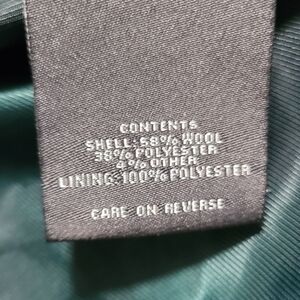 CONTENTS
SHELL: 58% WOOL
38% POLYESTER
4% OTHER
LINING: 100% POLYESTER
CARE ON REVERSE